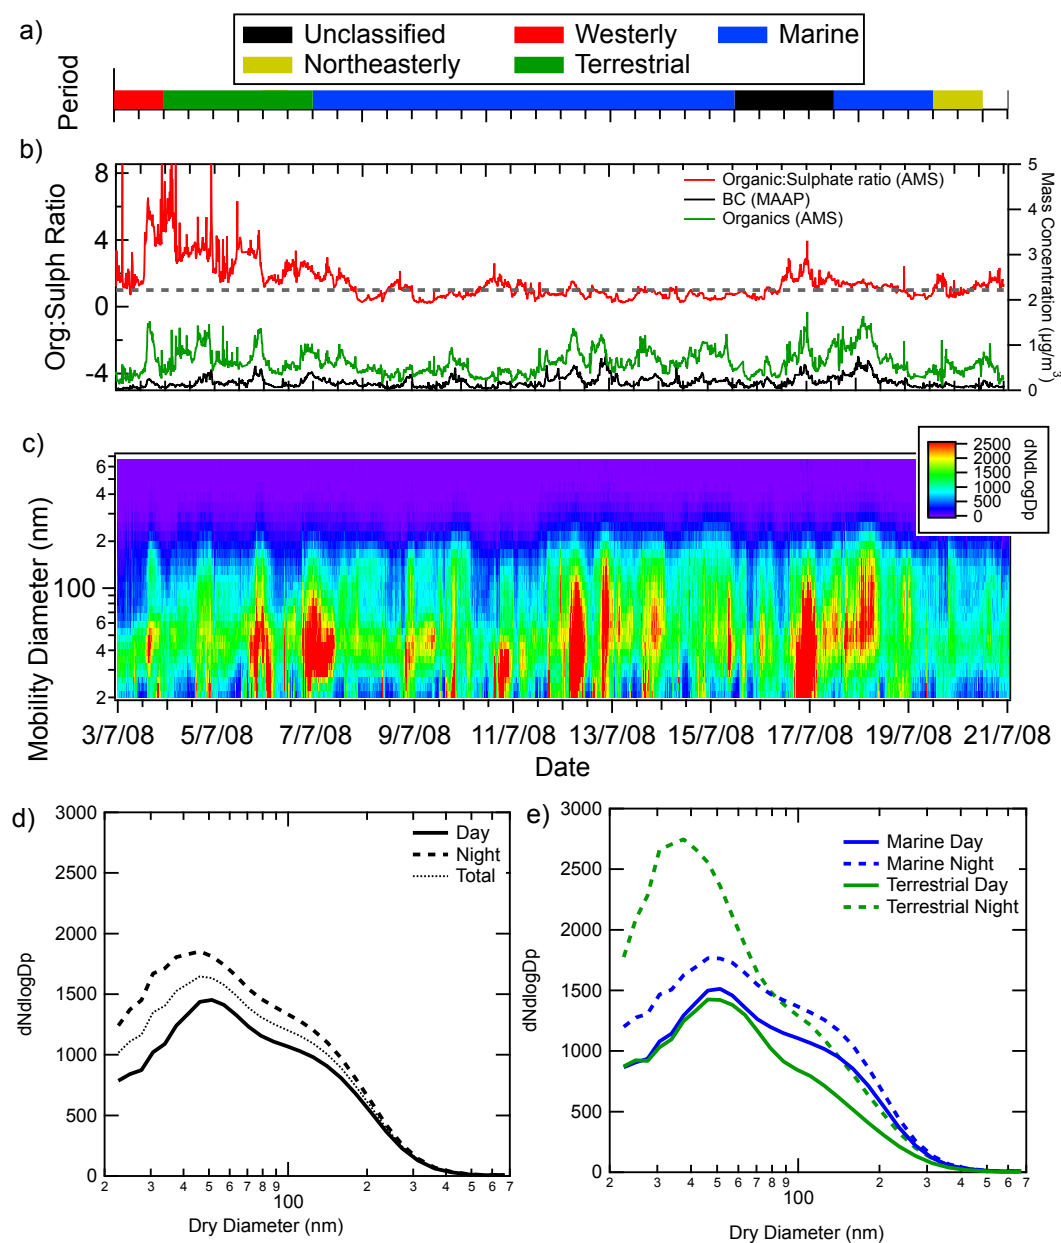 a)
Unclassified Westerly Marine
Northeasterly Terrestrial
Period
b)
8
4
0
-4
Org:Sulph Ratio
Organic:Sulphate ratio (AMS)
BC (MAAP)
Organics (AMS)
5
4
3
2
1
0
Mass Concentration (µg/m³)
c)
6
4
2
100
6
4
2
Mobility Diameter (nm)
2500
2000
1500
1000
500
0
dNdLogDp
3/7/08 5/7/08 7/7/08 9/7/08 11/7/08 13/7/08 15/7/08 17/7/08 19/7/08 21/7/08
Date
d)
3000
2500
2000
1500
1000
500
0
dNdlogDp
Day
Night
Total
2 3 4 5 6 7 8 9 100 2 3 4 5 6 7
Dry Diameter (nm)
e)
3000
2500
2000
1500
1000
500
0
dNdlogDp
Marine Day
Marine Night
Terrestrial Day
Terrestrial Night
2 3 4 5 6 7 8 9 100 2 3 4 5 6 7
Dry Diameter (nm)